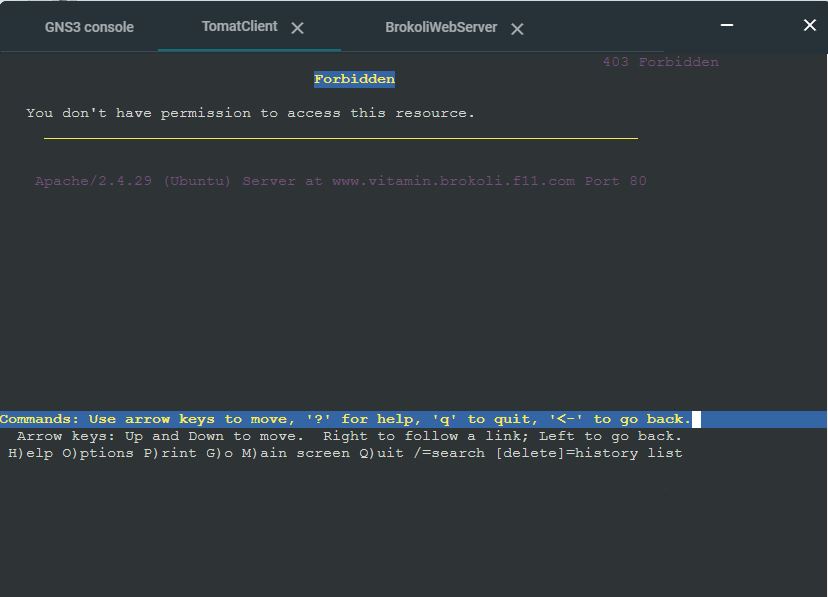 GNS3 console TomatClient BrokoliWebServer
403 Forbidden
Forbidden
You don't have permission to access this resource.
Apache/2.4.29 (Ubuntu) Server at www.vitamin.brokoli.f11.com Port 80
Commands: Use arrow keys to move, '?' for help, 'q' to quit, '<-' to go back.
Arrow keys: Up and Down to move.  Right to follow a link; Left to go back.
H)elp O)ptions P)rint G)o M)ain screen Q)uit /=search [delete]=history list